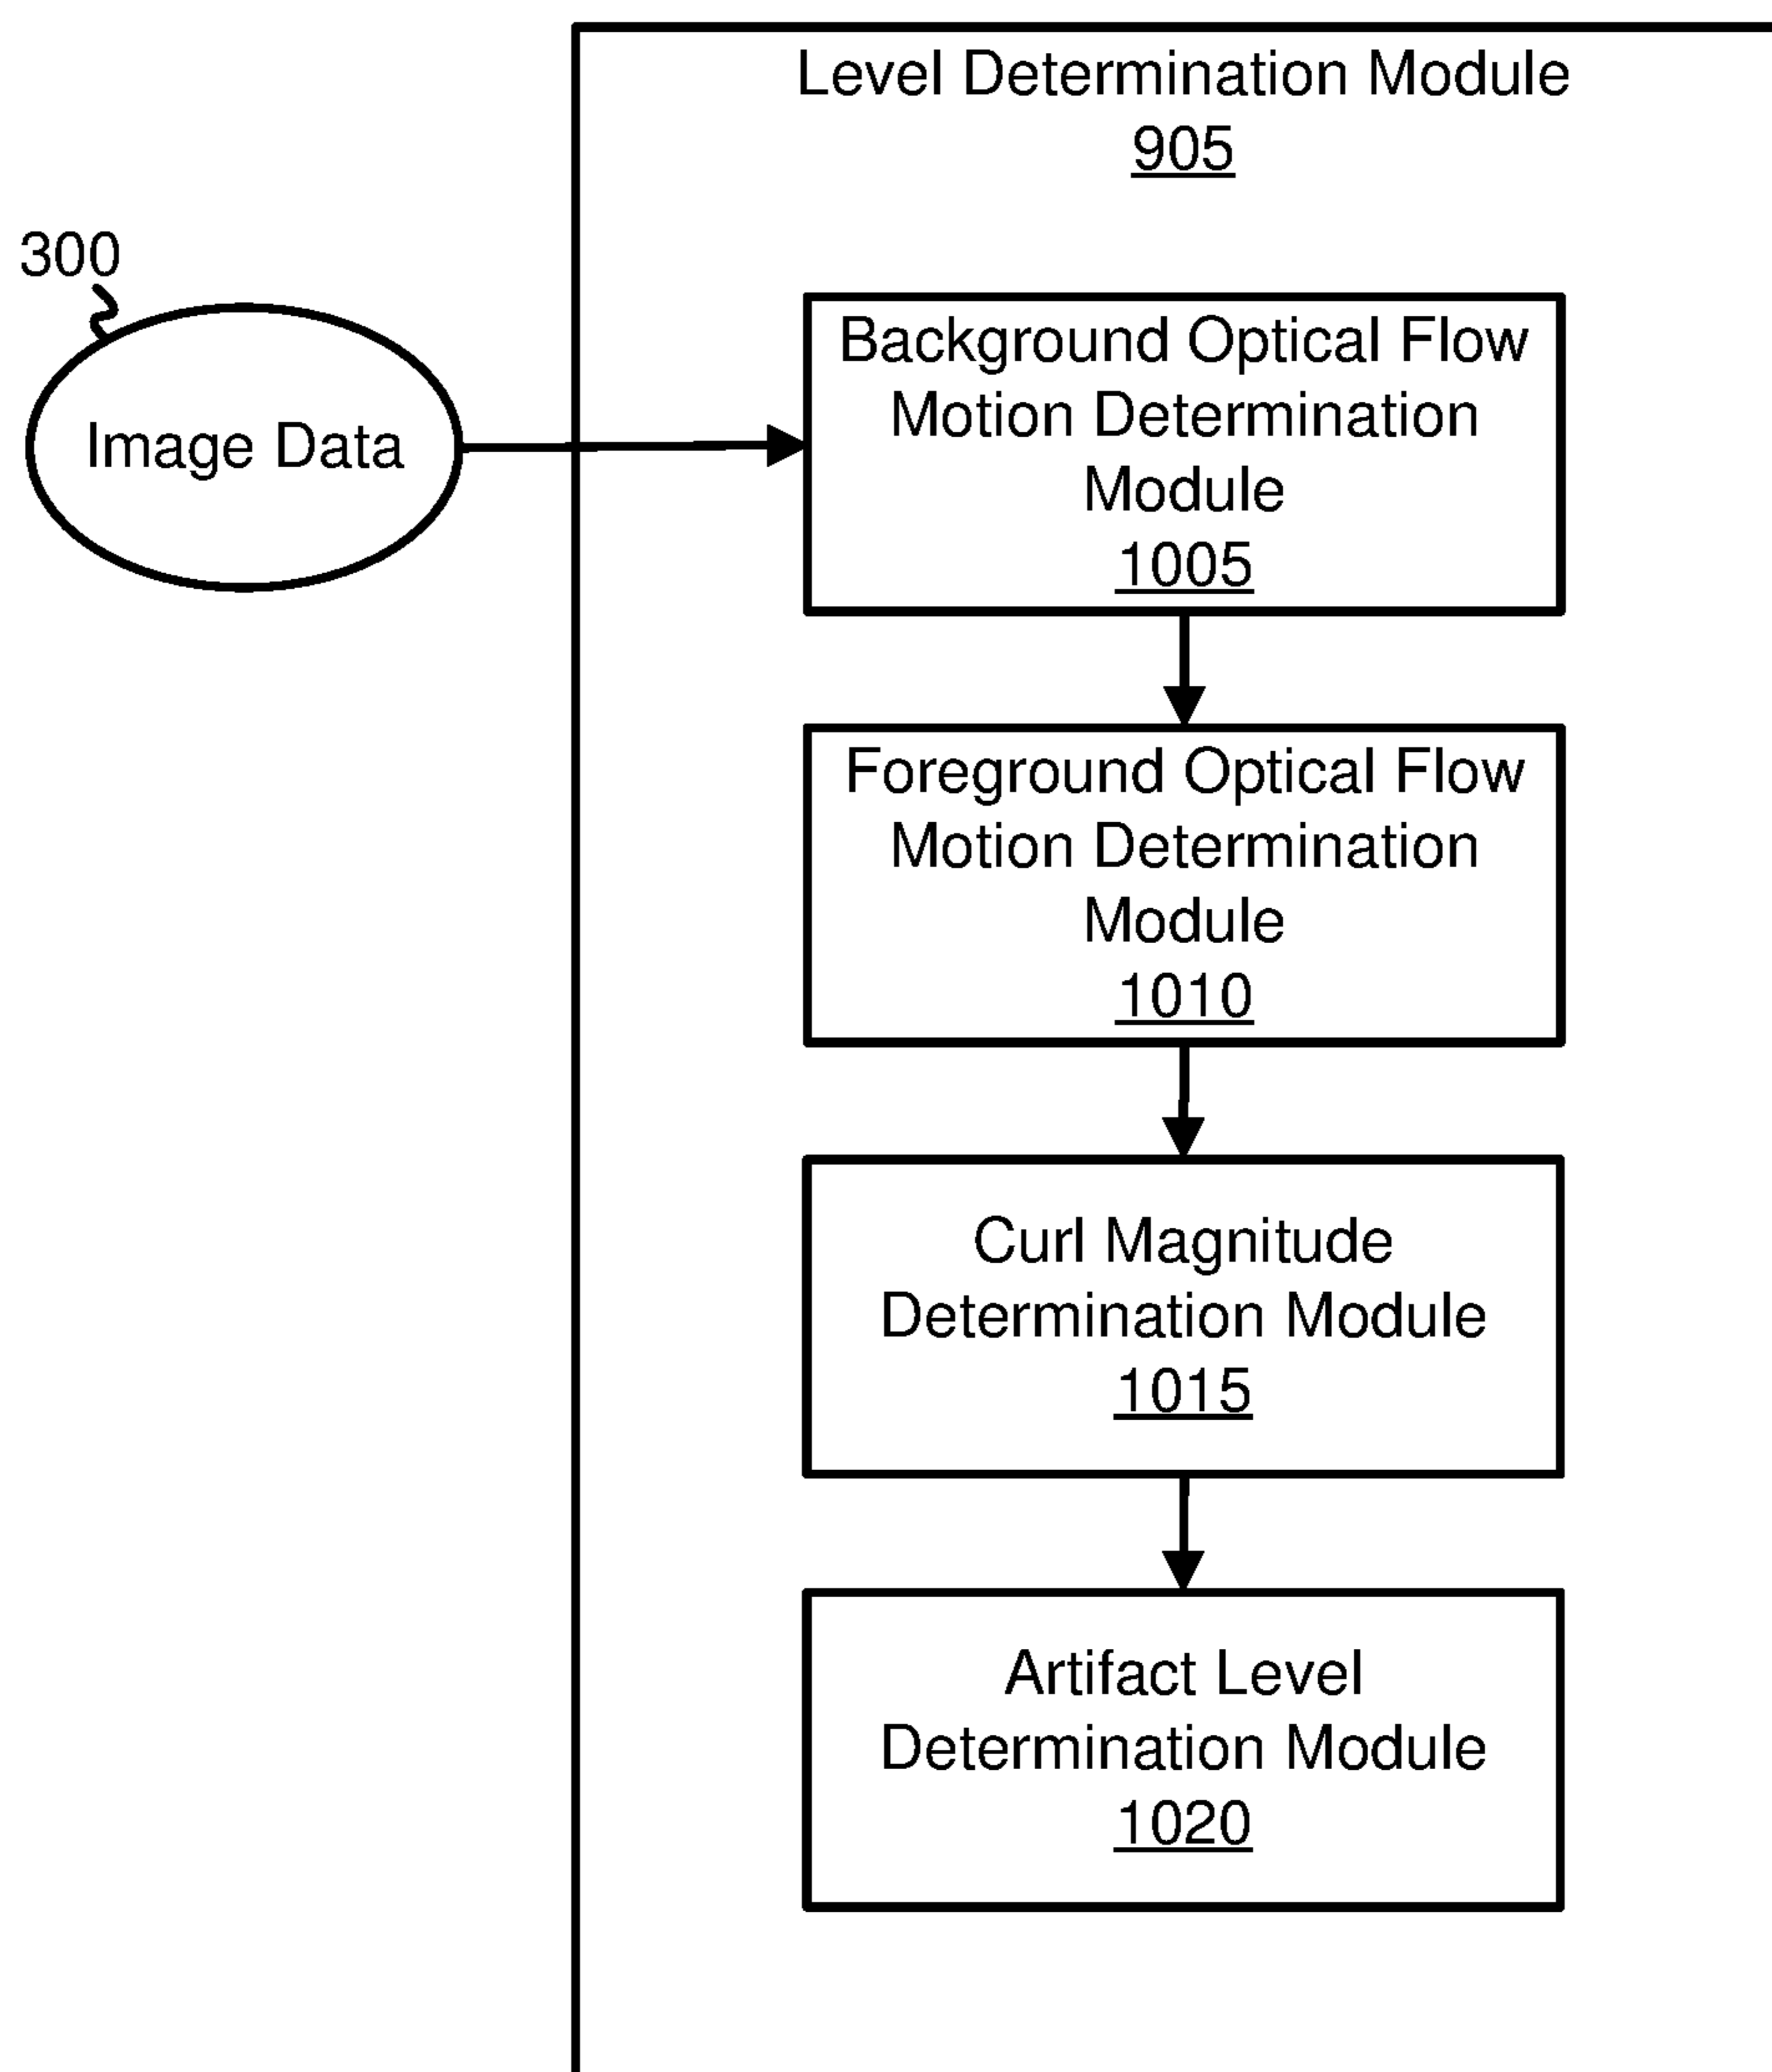 Level Determination Module
905
300
Image Data
Background Optical Flow
Motion Determination
Module
1005
Foreground Optical Flow
Motion Determination
Module
1010
Curl Magnitude
Determination Module
1015
Artifact Level
Determination Module
1020